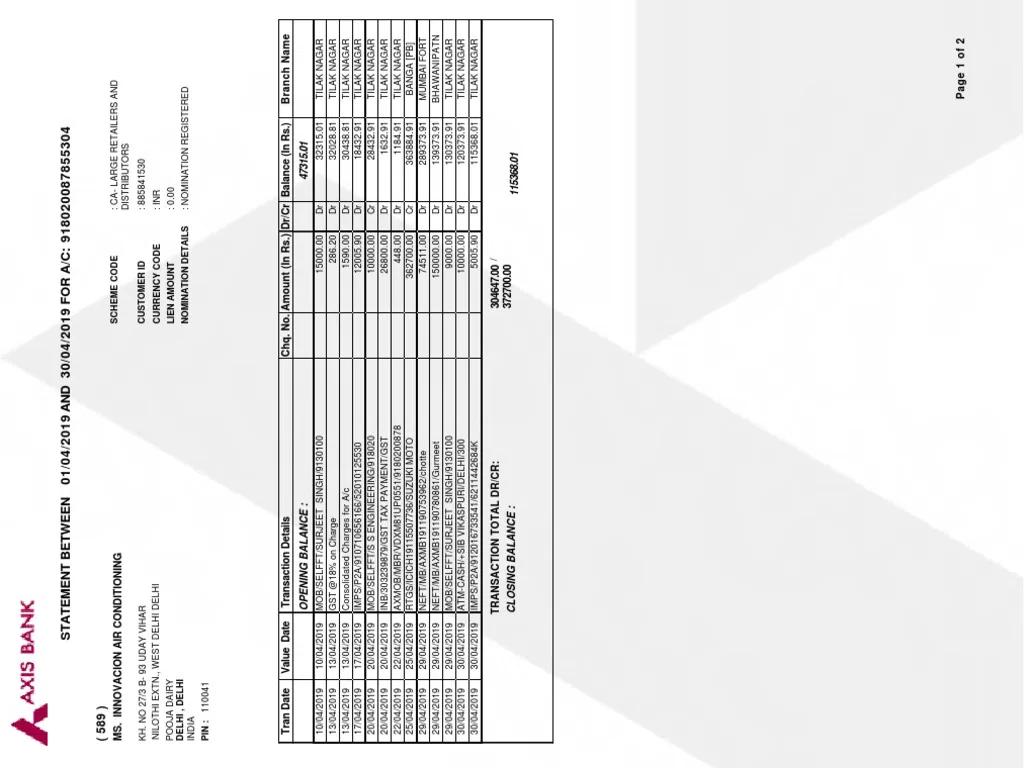 AXIS BANK
STATEMENT BETWEEN 01/04/2019 AND 30/04/2019 FOR A/C: 918020087855304
( 589 )
MS. INNOVACION AIR CONDITIONING
KH. NO 27/3 B- 93 UDAY VIHAR
NILOTHI EXTN., WEST DELHI DELHI
POOJA DAIRY
DELHI , DELHI
INDIA
PIN : 110041
SCHEME CODE : CA- LARGE RETAILERS AND
DISTRIBUTORS
CUSTOMER ID : 885841530
CURRENCY CODE : INR
LIEN AMOUNT : 0.00
NOMINATION DETAILS : NOMINATION REGISTERED
Tran Date Value Date Transaction Details Chq. No. Amount (In Rs.) Dr/Cr Balance (In Rs.) Branch Name
OPENING BALANCE : 47315.01
10/04/2019 10/04/2019 MOB/SELFFT/SURJEET SINGH/9130100 15000.00 Dr 32315.01 TILAK NAGAR
13/04/2019 13/04/2019 GST @18% on Charge 286.20 Dr 32028.81 TILAK NAGAR
13/04/2019 13/04/2019 Consolidated Charges for A/c 1590.00 Dr 30438.81 TILAK NAGAR
17/04/2019 17/04/2019 IMPS/P2A/910710656166/52010125530 12005.90 Dr 18432.91 TILAK NAGAR
20/04/2019 20/04/2019 MOB/SELFFT/S S ENGINEERING/918020 10000.00 Cr 28432.91 TILAK NAGAR
20/04/2019 20/04/2019 INB/303239879/GST TAX PAYMENT/GST 26800.00 Dr 1632.91 TILAK NAGAR
22/04/2019 22/04/2019 AXMOB/MBR/VDXM81UP0551/9180200878 448.00 Dr 1184.91 TILAK NAGAR
25/04/2019 25/04/2019 RTGS/ICICH19115507736/SUZUKI MOTO 362700.00 Cr 363884.91 BANGA [PB]
29/04/2019 29/04/2019 NEFT/MB/AXMB191190753962/chotte 74511.00 Dr 289373.91 MUMBAI FORT
29/04/2019 29/04/2019 NEFT/MB/AXMB191190780861/Gurmeet 150000.00 Dr 139373.91 BHAWANIPATN
29/04/2019 29/04/2019 MOB/SELFFT/SURJEET SINGH/9130100 9000.00 Dr 130373.91 TILAK NAGAR
30/04/2019 30/04/2019 ATM-CASH/+SIB VIKASPURI/DELHI/300 10000.00 Dr 120373.91 TILAK NAGAR
30/04/2019 30/04/2019 IMPS/P2A/912016733541/6211442684K 5005.90 Dr 115368.01 TILAK NAGAR
TRANSACTION TOTAL DR/CR: 304647.00 /
372700.00
CLOSING BALANCE : 115368.01
Page 1 of 2